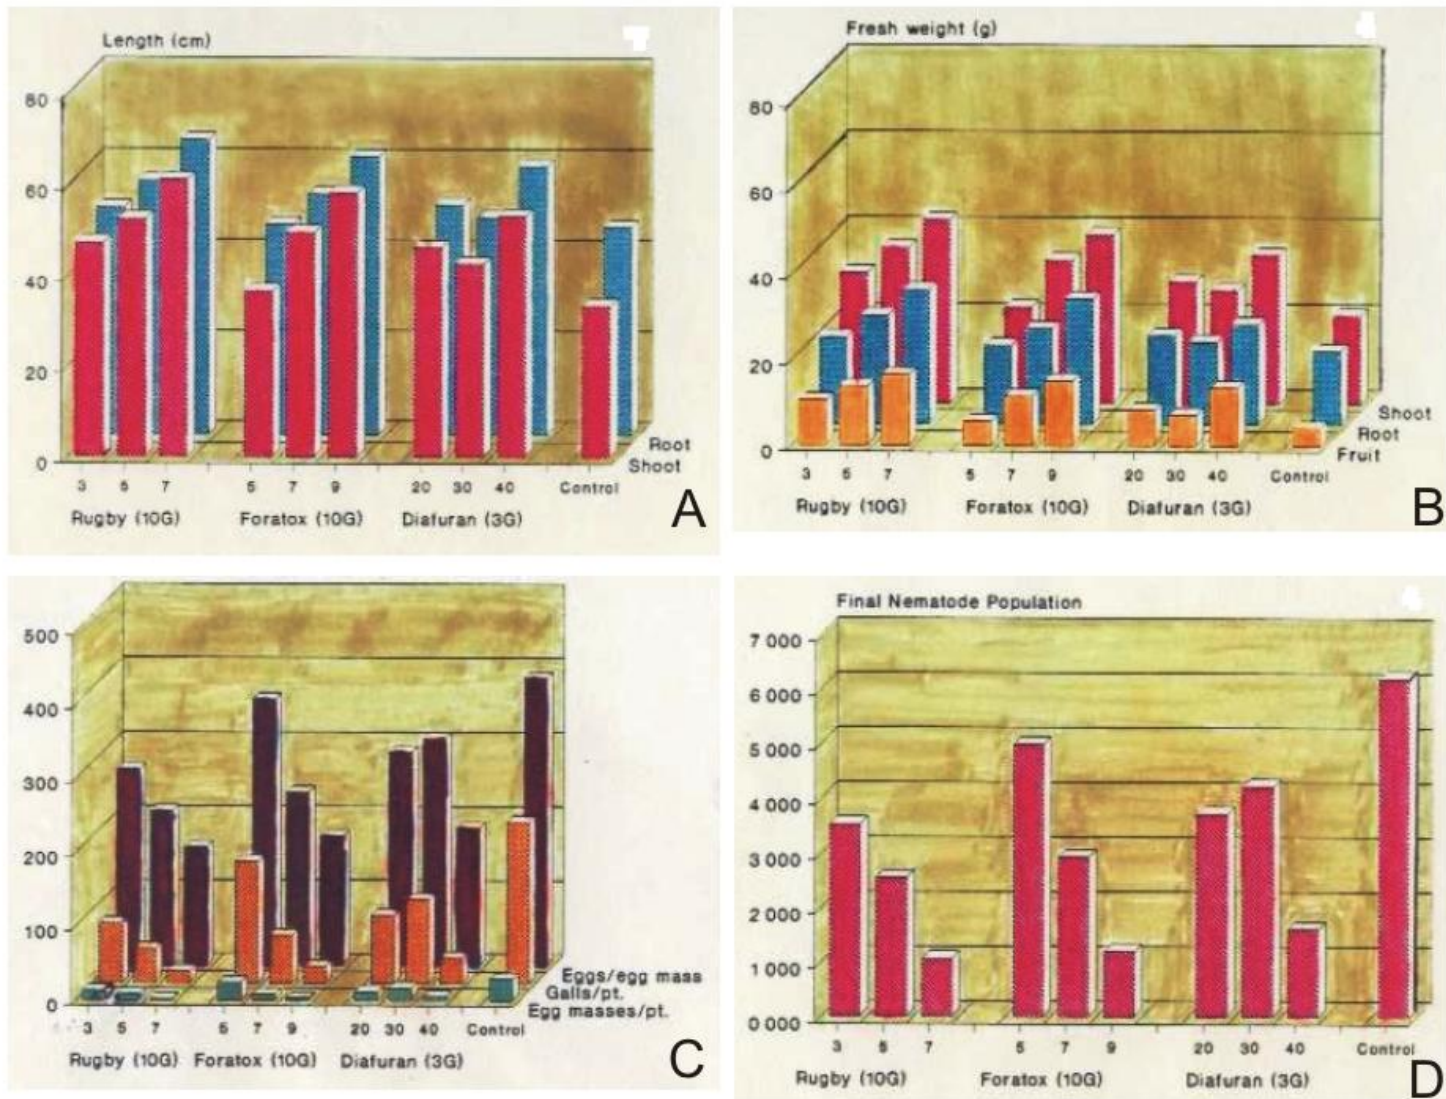 Length (cm)
80
60
40
20
0
Root
Shoot
3 5 7 5 7 9 20 30 40 Control
Rugby (10G) Foratox (10G) Diafuran (3G)
A
Fresh weight (g)
80
60
40
20
0
Shoot
Root
Fruit
3 5 7 5 7 9 20 30 40 Control
Rugby (10G) Foratox (10G) Diafuran (3G)
B
500
400
300
200
100
0
Eggs/egg mass
Galls/pt.
Egg masses/pt.
3 5 7 5 7 9 20 30 40 Control
Rugby (10G) Foratox (10G) Diafuran (3G)
C
Final Nematode Population
7 000
6 000
5 000
4 000
3 000
2 000
1 000
0 000
3 5 7 5 7 9 20 30 40 Control
Rugby (10G) Foratox (10G) Diafuran (3G)
D